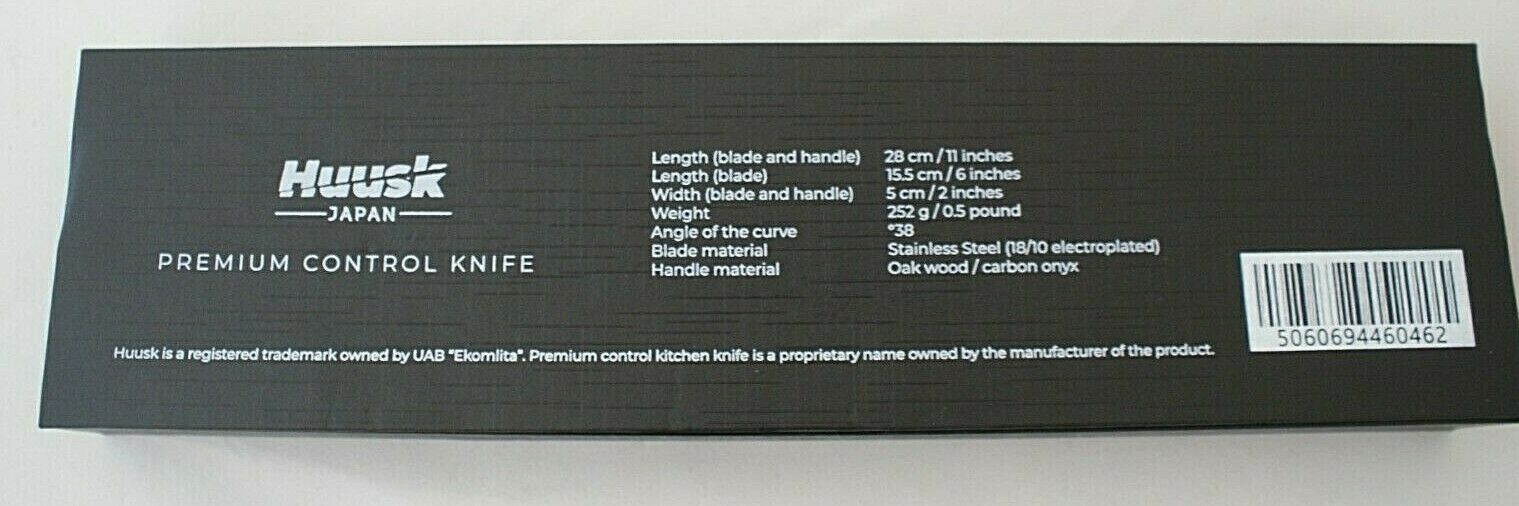 Huusk
JAPAN
PREMIUM CONTROL KNIFE
Length (blade and handle) 28 cm / 11 inches
Length (blade) 15.5 cm / 6 inches
Width (blade and handle) 5 cm / 2 inches
Weight 252 g / 0.5 pound
Angle of the curve °38
Blade material Stainless Steel (18/10 electroplated)
Handle material Oak wood / carbon onyx
5060694460462
Huusk is a registered trademark owned by UAB "Ekomlita". Premium control kitchen knife is a proprietary name owned by the manufacturer of the product.